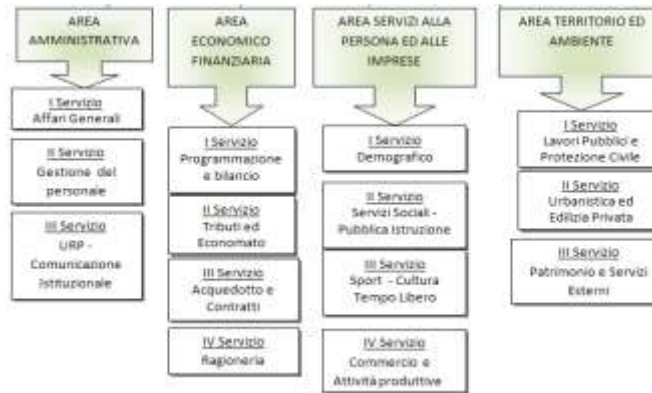 AREA
AMMINISTRATIVA
I Servizio
Affari Generali
II Servizio
Gestione del
personale
III Servizio
URP -
Comunicazione
Istituzionale
AREA
ECONOMICO
FINANZIARIA
I Servizio
Programmazione
e bilancio
II Servizio
Tributi ed
Economato
III Servizio
Acquedotto e
Contratti
IV Servizio
Ragioneria
AREA SERVIZI ALLA
PERSONA ED ALLE
IMPRESE
I Servizio
Demografico
II Servizio
Servizi Sociali -
Pubblica Istruzione
III Servizio
Sport - Cultura
Tempo Libero
IV Servizio
Commercio e
Attività produttive
AREA TERRITORIO ED
AMBIENTE
I Servizio
Lavori Pubblici e
Protezione Civile
II Servizio
Urbanistica ed
Edilizia Privata
III Servizio
Patrimonio e Servizi
Esterni